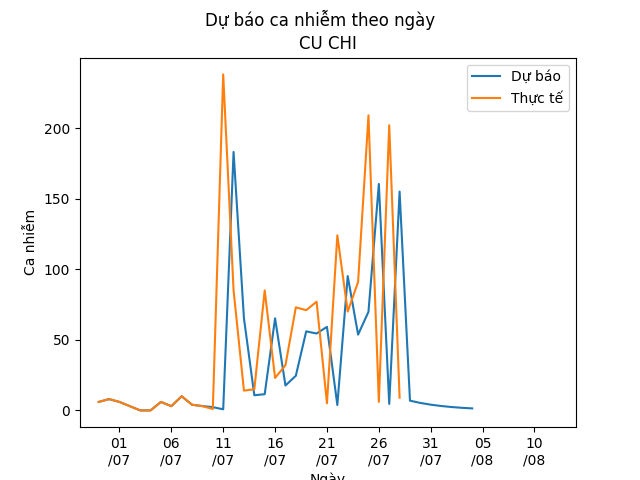 Dự báo ca nhiễm theo ngày
CU CHI
Dự báo
Thực tế
Ca nhiễm
200
150
100
50
0
01 06 11 16 21 26 31 05 10
/07 /07 /07 /07 /07 /07 /07 /08 /08
Ngày